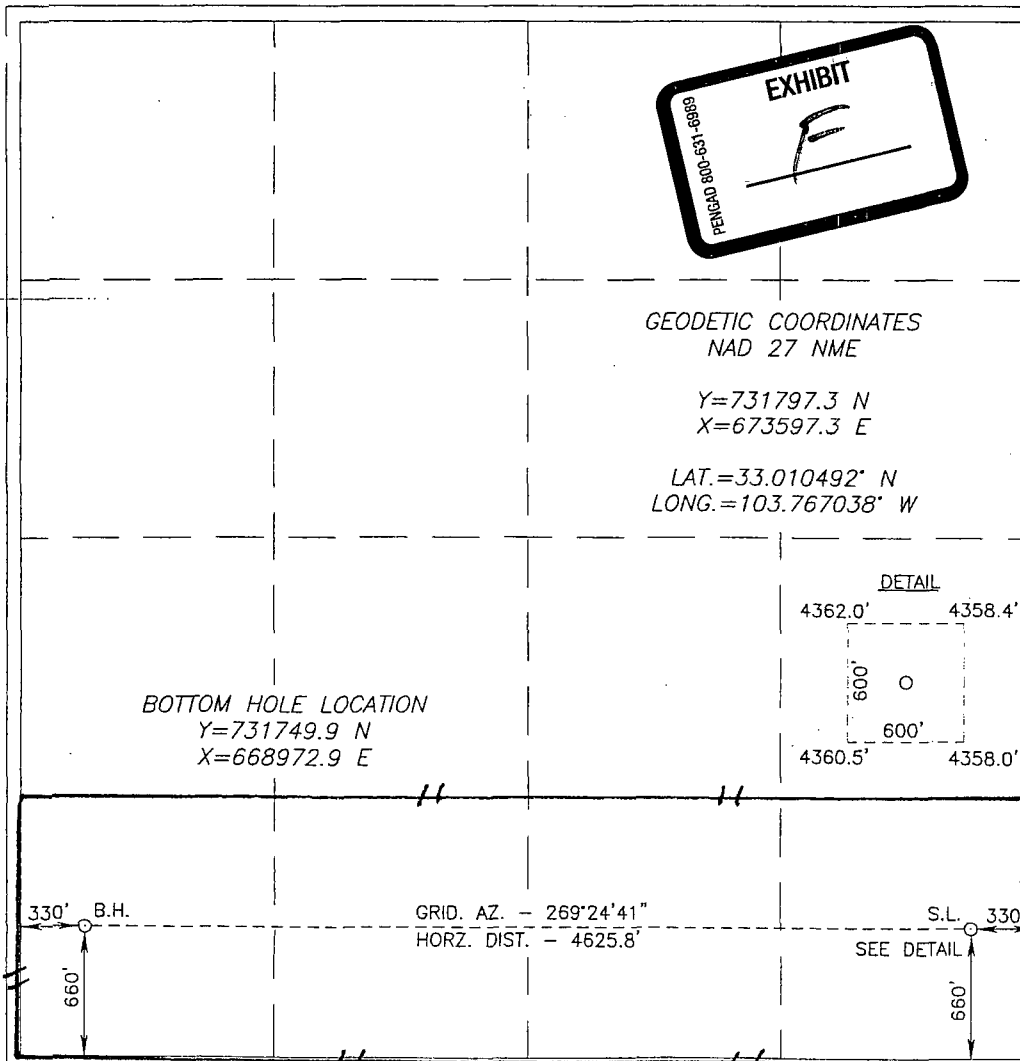 EXHIBIT
F
PENGAD 800-631-6989
GEODETIC COORDINATES
NAD 27 NME
Y=731797.3 N
X=673597.3 E
LAT.=33.010492° N
LONG.=103.767038° W
DETAIL
4362.0' 4358.4'
600'
600'
4360.5' 4358.0'
BOTTOM HOLE LOCATION
Y=731749.9 N
X=668972.9 E
330' B.H. GRID. AZ. - 269°24'41" S.L. 330
HORZ. DIST. - 4625.8' SEE DETAIL
660' 660'